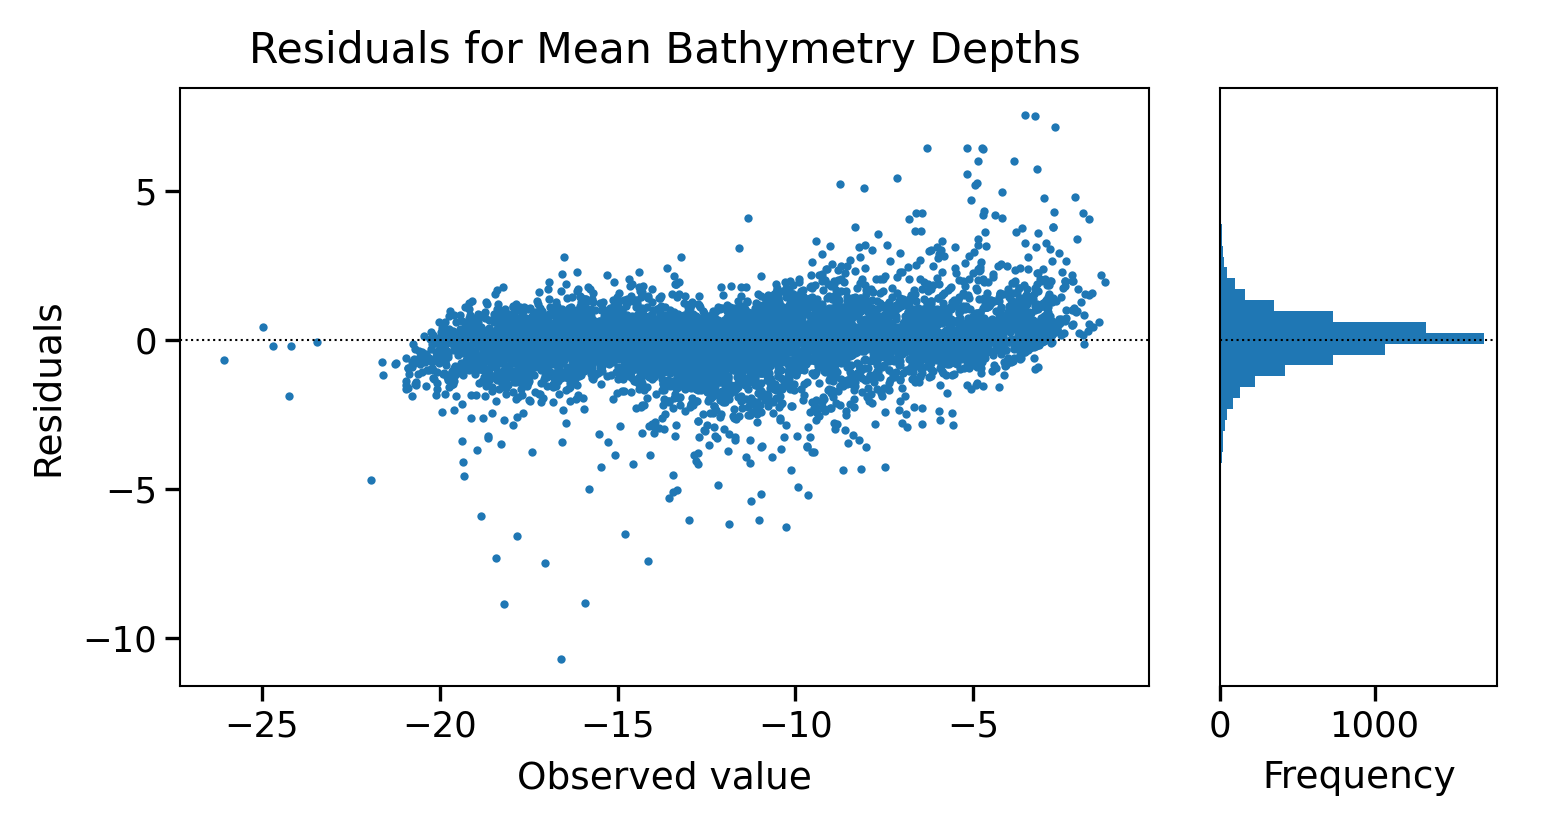 Residuals for Mean Bathymetry Depths
Residuals
5
0
−5
−10
−25 −20 −15 −10 −5
Observed value
0 1000
Frequency